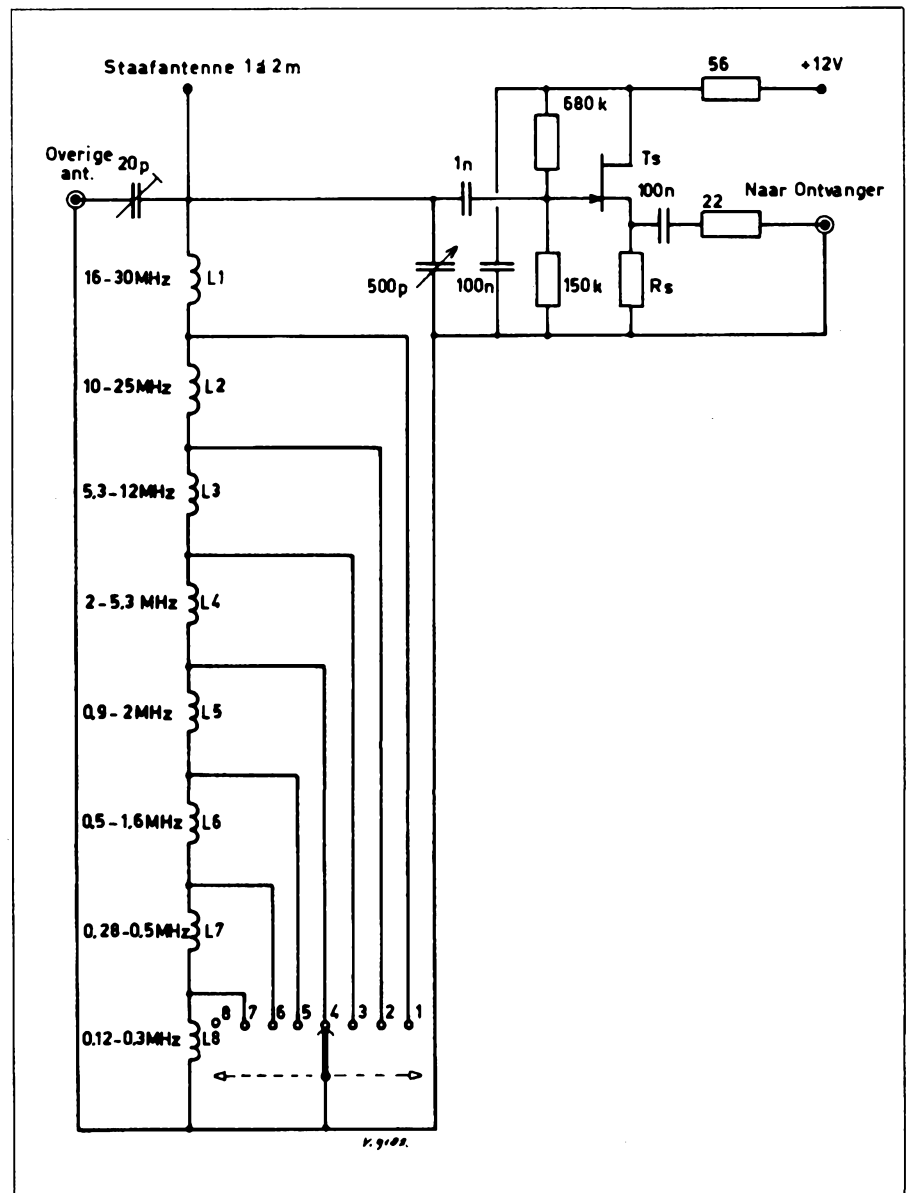 Staafantenne 1 à 2m
56
+12V
680k
Overige
ant.
20p
1n
Ts
100n
Naar Ontvanger
22
16-30MHz
L1
500p
100n
150k
Rs
10-25MHz
L2
5,3-12MHz
L3
2-5,3 MHz
L4
0,9-2MHz
L5
0,5-1,6MHz
L6
0,28-0,5MHz
L7
8
7
6
5
4
3
2
1
0,12-0,3MHz
L8